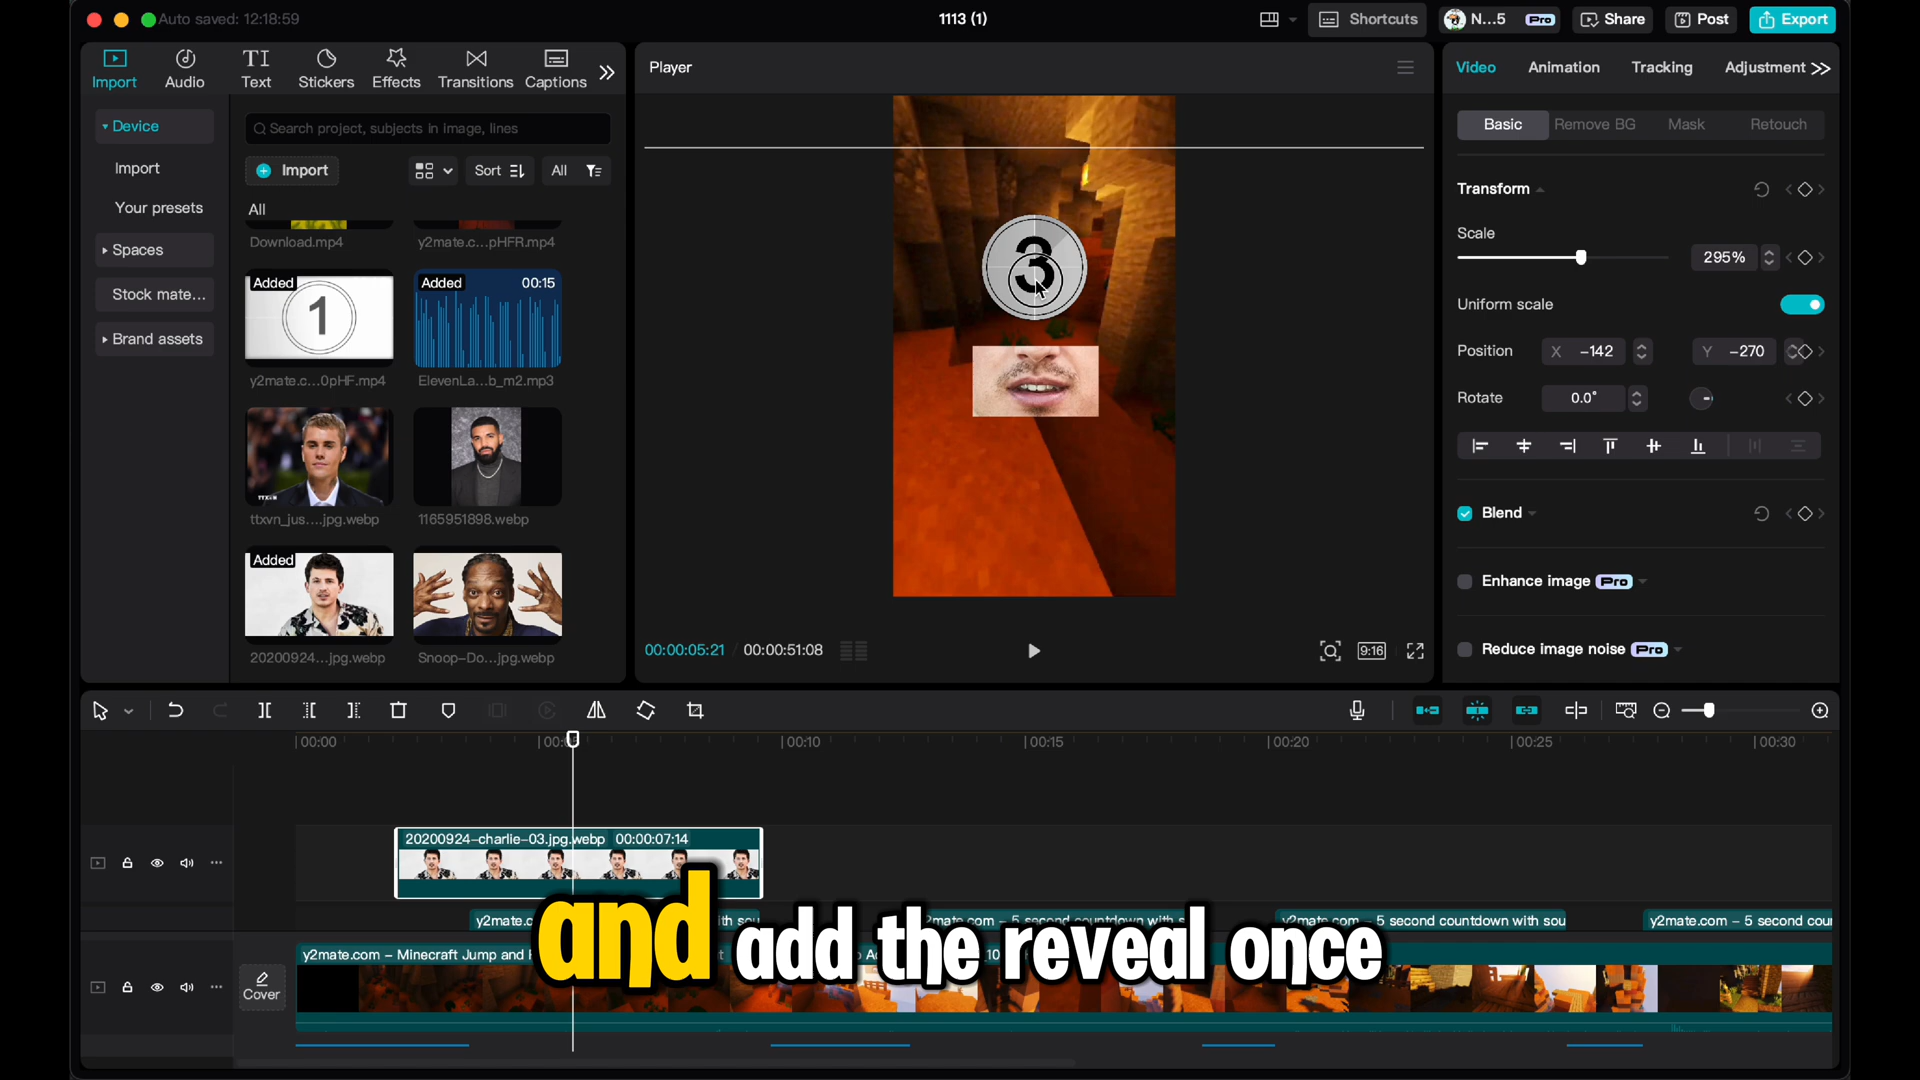 Auto saved: 12:18:59
1113 (1)
Shortcuts
N...5
Pro
Share
Post
Export
Import
Audio
TI
Text
Stickers
Effects
Transitions
Captions
Device
Import
Your presets
Spaces
Stock mate...
Brand assets
Search project, subjects in image, lines
Import
Sort
All
All
Download.mp4
y2mate.c...pHFR.mp4
Added
1
y2mate.c...0pHF.mp4
Added
00:15
ElevenLa...b_m2.mp3
ttxvn_jus....jpg.webp
1165951898.webp
Added
20200924...jpg.webp
Snoop-Do...jpg.webp
Player
3
00:00:05:21 / 00:00:51:08
9:16
Video
Animation
Tracking
Adjustment
Basic
Remove BG
Mask
Retouch
Transform
Scale
295%
Uniform scale
Position
X -142
Y -270
Rotate
0.0°
Blend
Enhance image Pro
Reduce image noise Pro
00:00
00:10
00:15
00:20
00:25
00:30
20200924-charlie-03.jpg.webp 00:00:07:14
y2mate.com - 5 second countdown with sou
y2mate.com - 5 second cou
y2mate.com - Minecraft Jump and
Cover
and add the reveal once